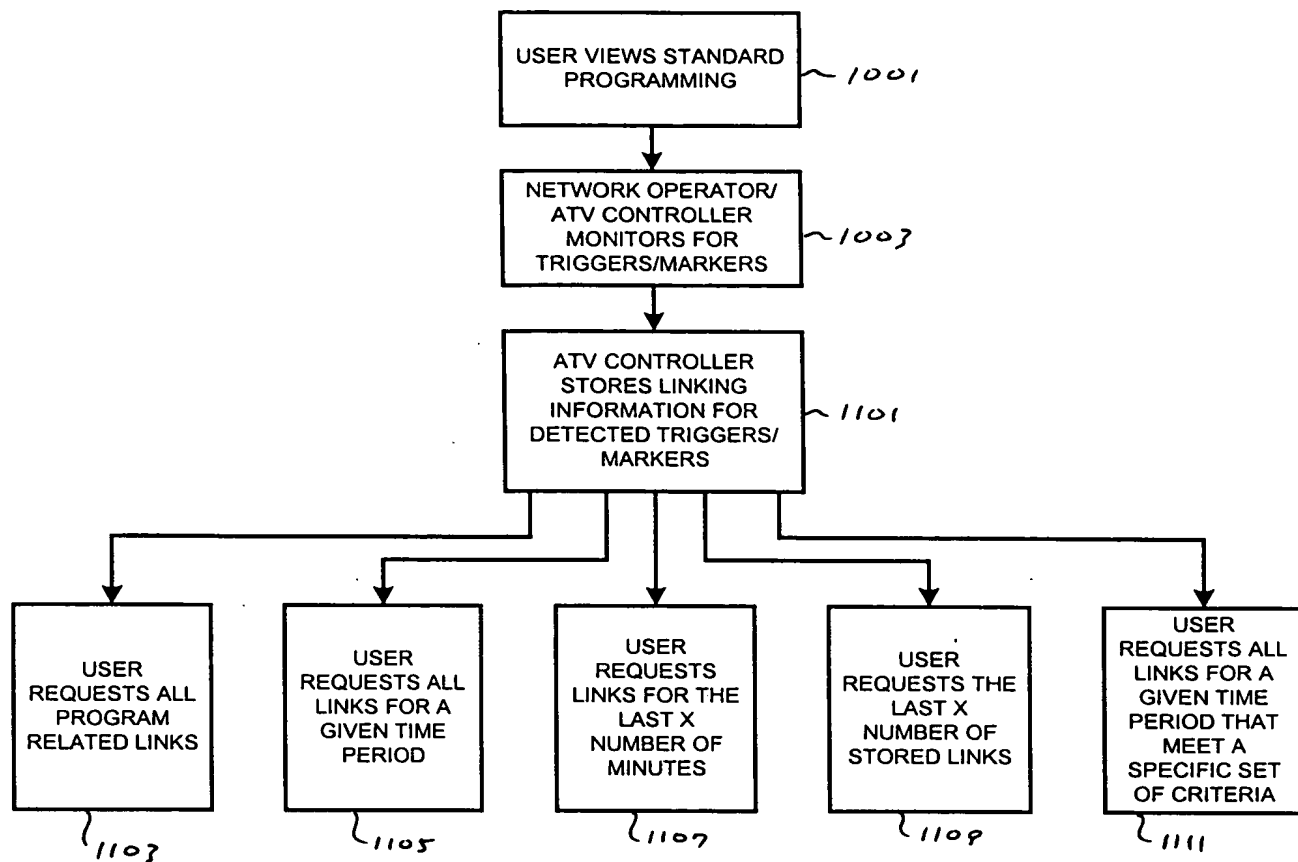 USER VIEWS STANDARD
PROGRAMMING
1001
NETWORK OPERATOR/
ATV CONTROLLER
MONITORS FOR
TRIGGERS/MARKERS
1003
ATV CONTROLLER
STORES LINKING
INFORMATION FOR
DETECTED TRIGGERS/
MARKERS
1101
USER
REQUESTS ALL
PROGRAM
RELATED LINKS
1103
USER
REQUESTS ALL
LINKS FOR A
GIVEN TIME
PERIOD
1105
USER
REQUESTS
LINKS FOR THE
LAST X
NUMBER OF
MINUTES
1107
USER
REQUESTS THE
LAST X
NUMBER OF
STORED LINKS
1109
USER
REQUESTS ALL
LINKS FOR A
GIVEN TIME
PERIOD THAT
MEET A
SPECIFIC SET
OF CRITERIA
1111